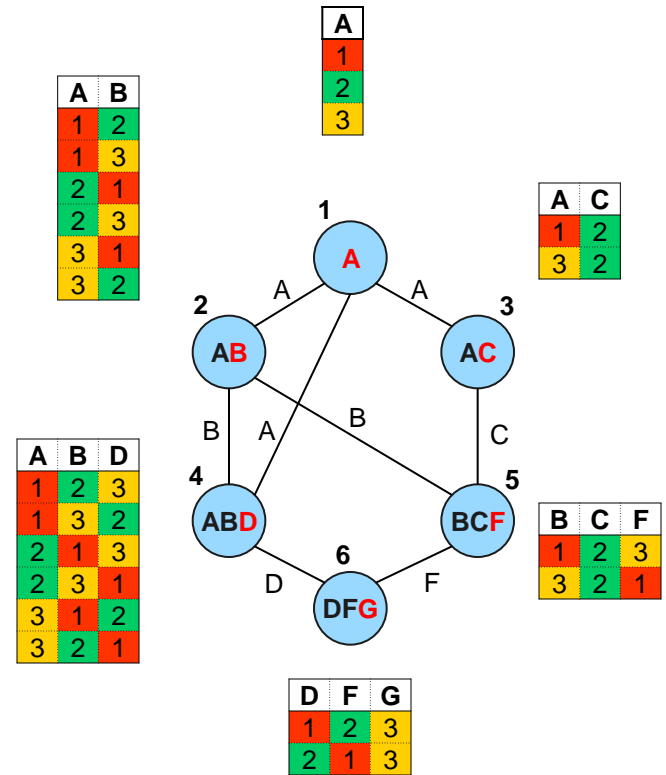 A
1
2
3
A B
1 2
1 3
2 1
2 3
3 1
3 2
A C
1 2
3 2
1
A
A A
2 3
AB AC
B A B C
4 5
ABD BCF
A B D
1 2 3
1 3 2
2 1 3
2 3 1
3 1 2
3 2 1
B C F
1 2 3
3 2 1
6
D F
DFG
D F G
1 2 3
2 1 3